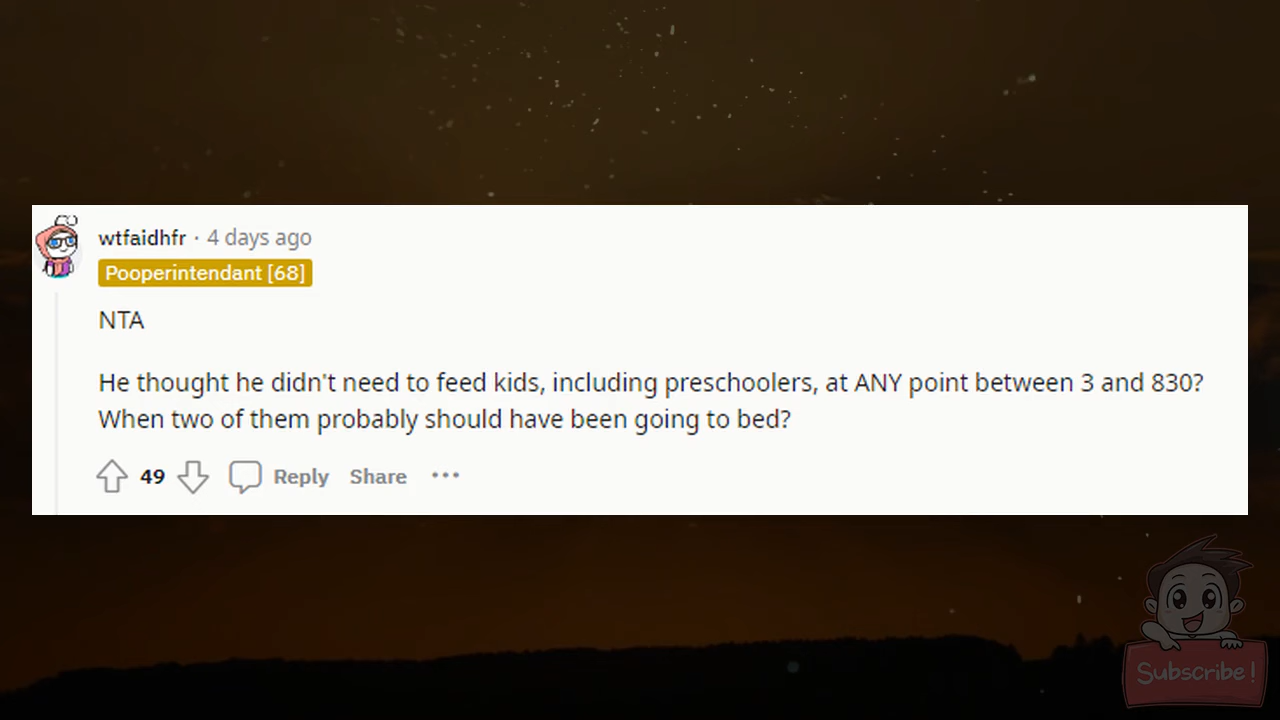 wtfaidhfr · 4 days ago
Pooperintendant [68]
NTA
He thought he didn't need to feed kids, including preschoolers, at ANY point between 3 and 830?
When two of them probably should have been going to bed?
49 Reply Share ···
Subscribe!